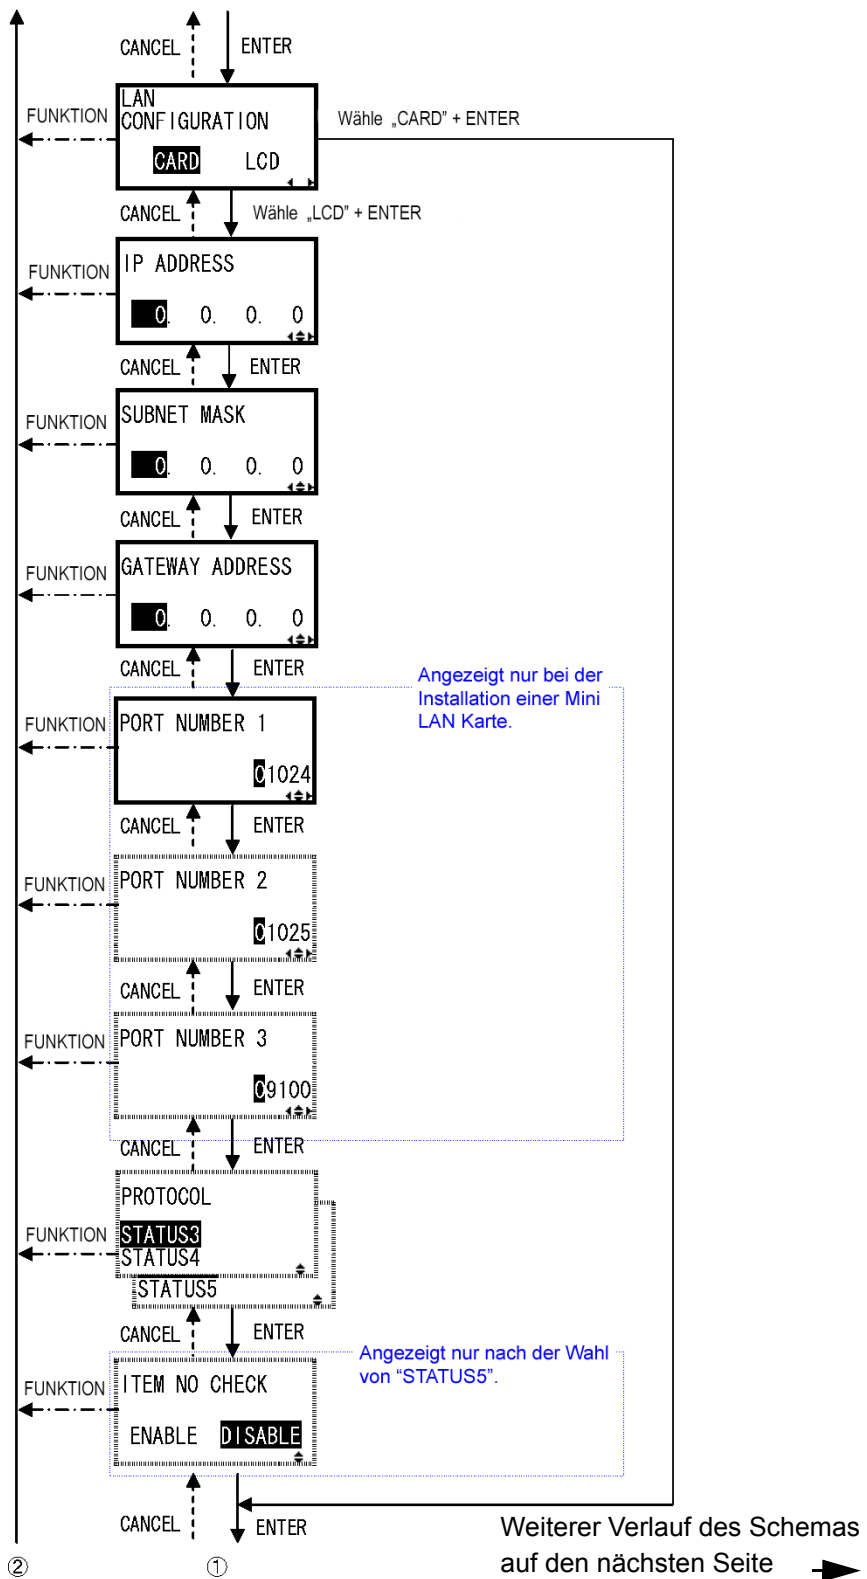 CANCEL ENTER
LAN
CONFIGURATION
CARD LCD
FUNKTION
Wähle „CARD" + ENTER
CANCEL
Wähle „LCD" + ENTER
IP ADDRESS
0. 0. 0. 0
FUNKTION
CANCEL ENTER
SUBNET MASK
0. 0. 0. 0
FUNKTION
CANCEL ENTER
GATEWAY ADDRESS
0. 0. 0. 0
FUNKTION
CANCEL ENTER
Angezeigt nur bei der
Installation einer Mini
LAN Karte.
PORT NUMBER 1
01024
FUNKTION
CANCEL ENTER
PORT NUMBER 2
01025
FUNKTION
CANCEL ENTER
PORT NUMBER 3
09100
FUNKTION
CANCEL ENTER
PROTOCOL
STATUS3
STATUS4
STATUS5
FUNKTION
CANCEL ENTER
Angezeigt nur nach der Wahl
von “STATUS5”.
ITEM NO CHECK
ENABLE DISABLE
FUNKTION
CANCEL ENTER
② ①
Weiterer Verlauf des Schemas
auf den nächsten Seite